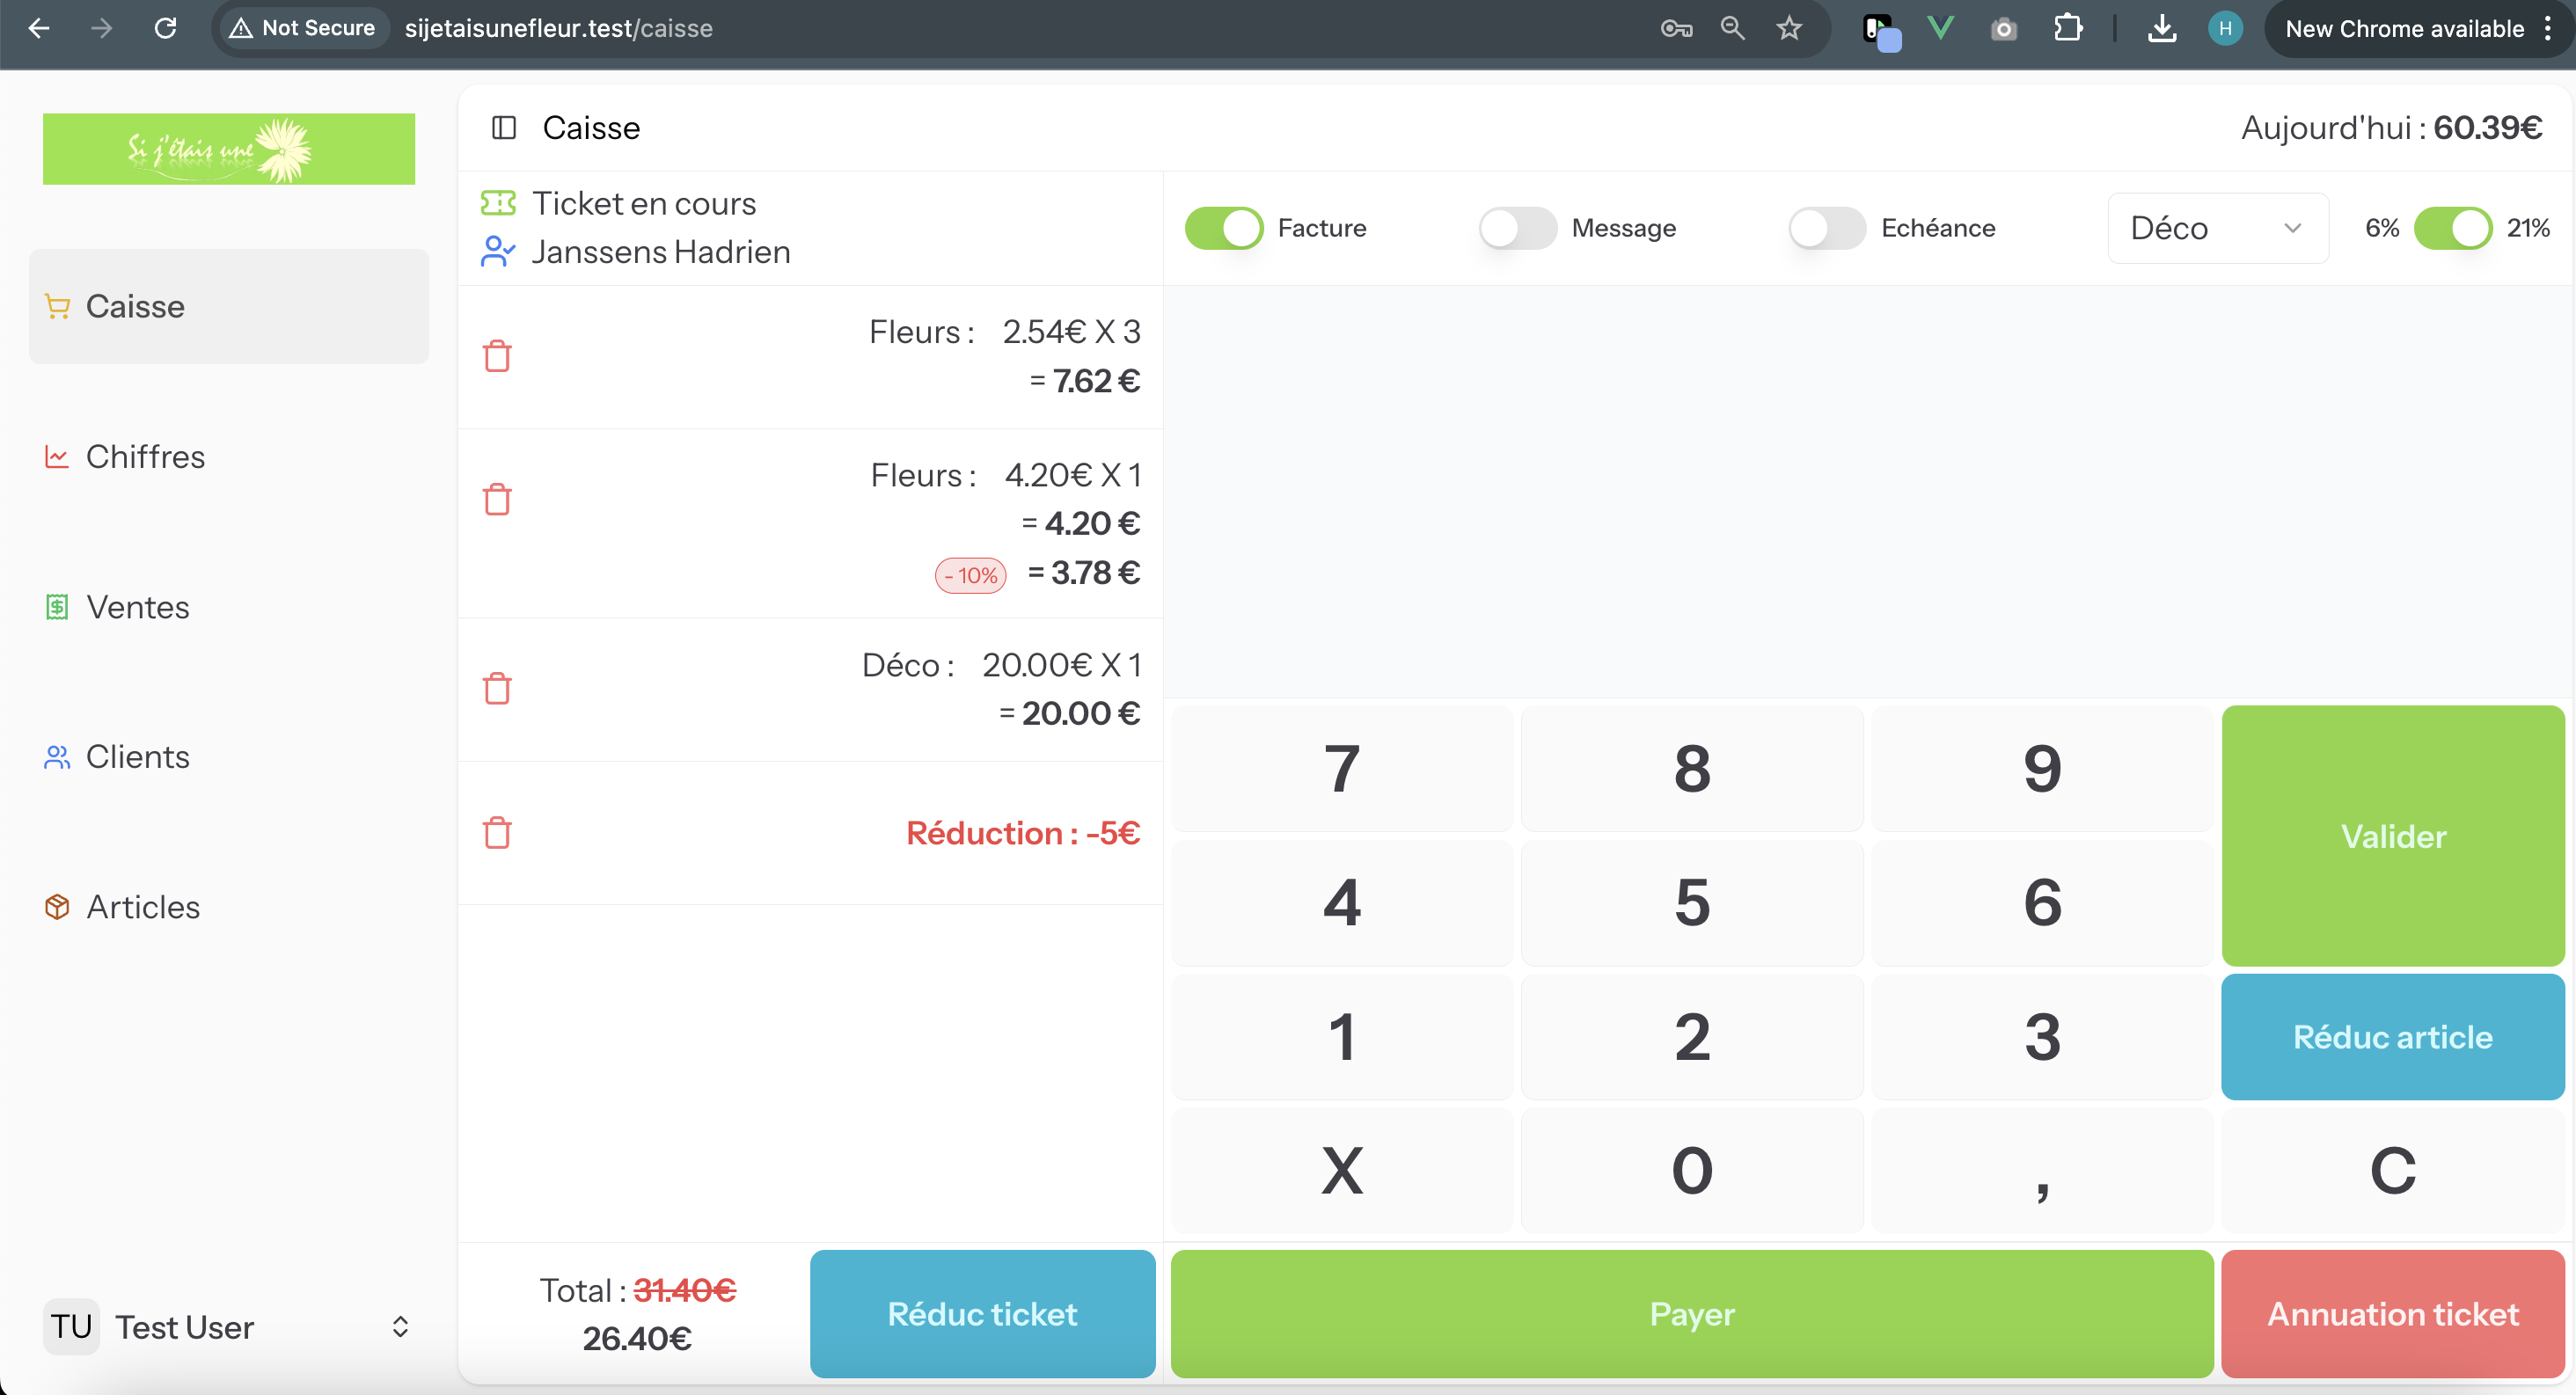 Not Secure
sijetaisunefleur.test/caisse
H
New Chrome available
Si j'étais une
Caisse
Aujourd'hui : 60.39€
Ticket en cours
Janssens Hadrien
Facture
Message
Echéance
Déco
6%
21%
Caisse
Chiffres
Ventes
Clients
Articles
Fleurs : 2.54€ X 3
= 7.62 €
Fleurs : 4.20€ X 1
= 4.20 €
- 10% = 3.78 €
Déco : 20.00€ X 1
= 20.00 €
Réduction : -5€
7
8
9
Valider
4
5
6
1
2
3
Réduc article
X
0
,
C
Total : 31.40€
26.40€
Réduc ticket
Payer
Annuation ticket
TU
Test User